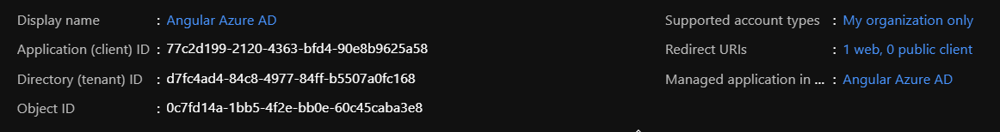 Display name : Angular Azure AD
Application (client) ID : 77c2d199-2120-4363-bfd4-90e8b9625a58
Directory (tenant) ID : d7fc4ad4-84c8-4977-84ff-b5507a0fc168
Object ID : 0c7fd14a-1bb5-4f2e-bb0e-60c45caba3e8
Supported account types : My organization only
Redirect URIs : 1 web, 0 public client
Managed application in ... : Angular Azure AD